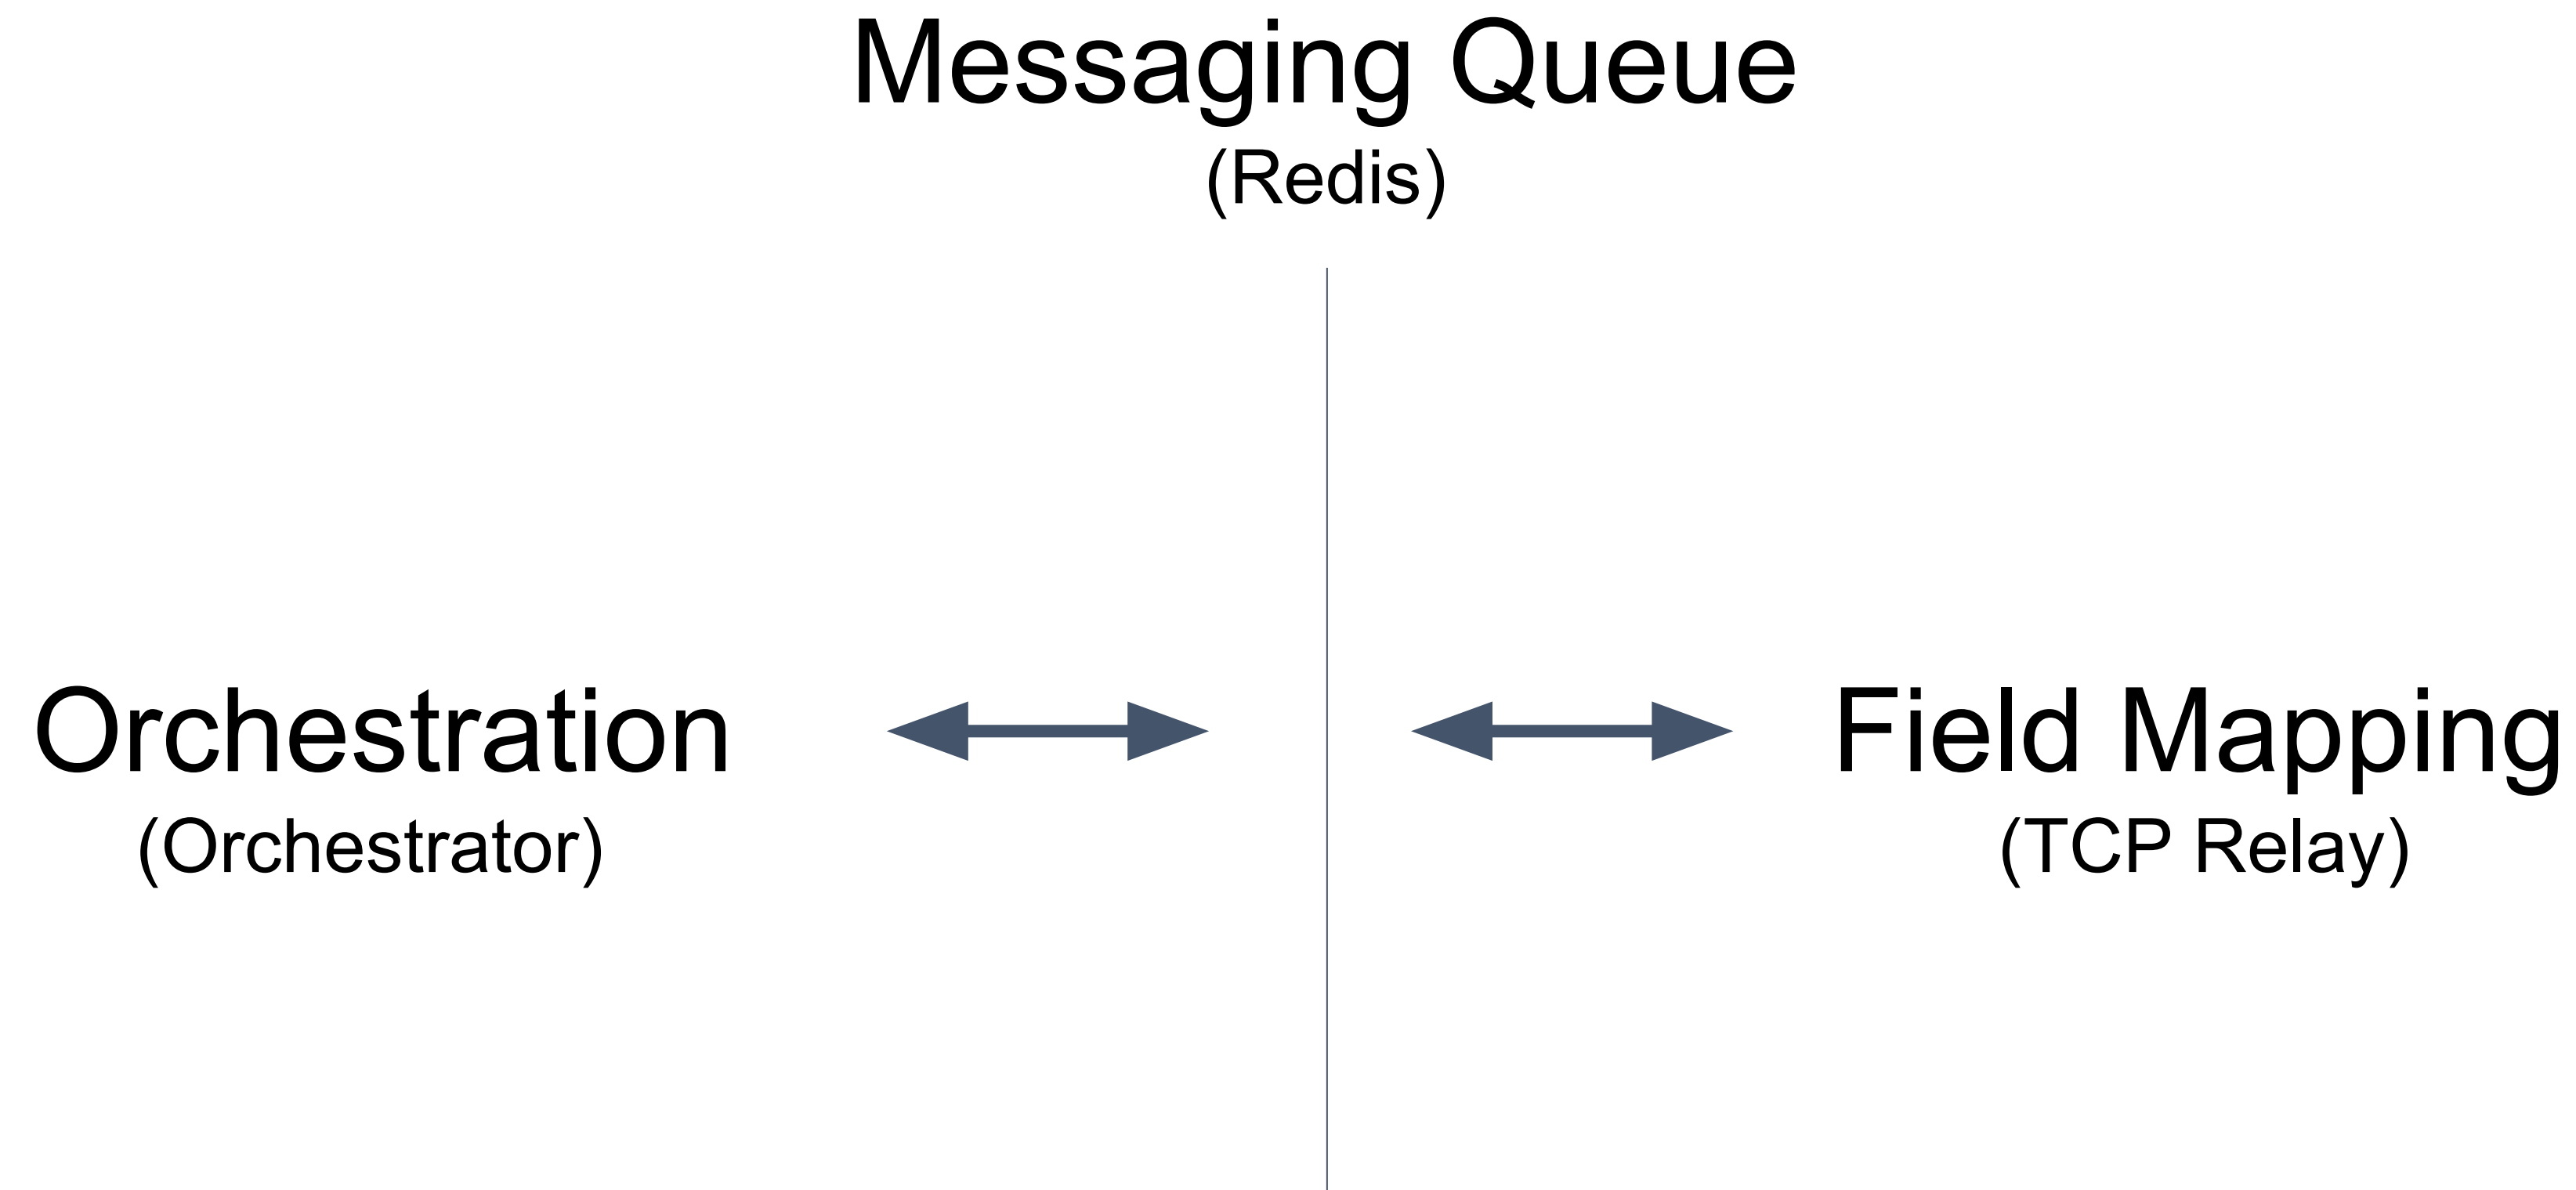 Messaging Queue
(Redis)
Orchestration
(Orchestrator)
Field Mapping
(TCP Relay)